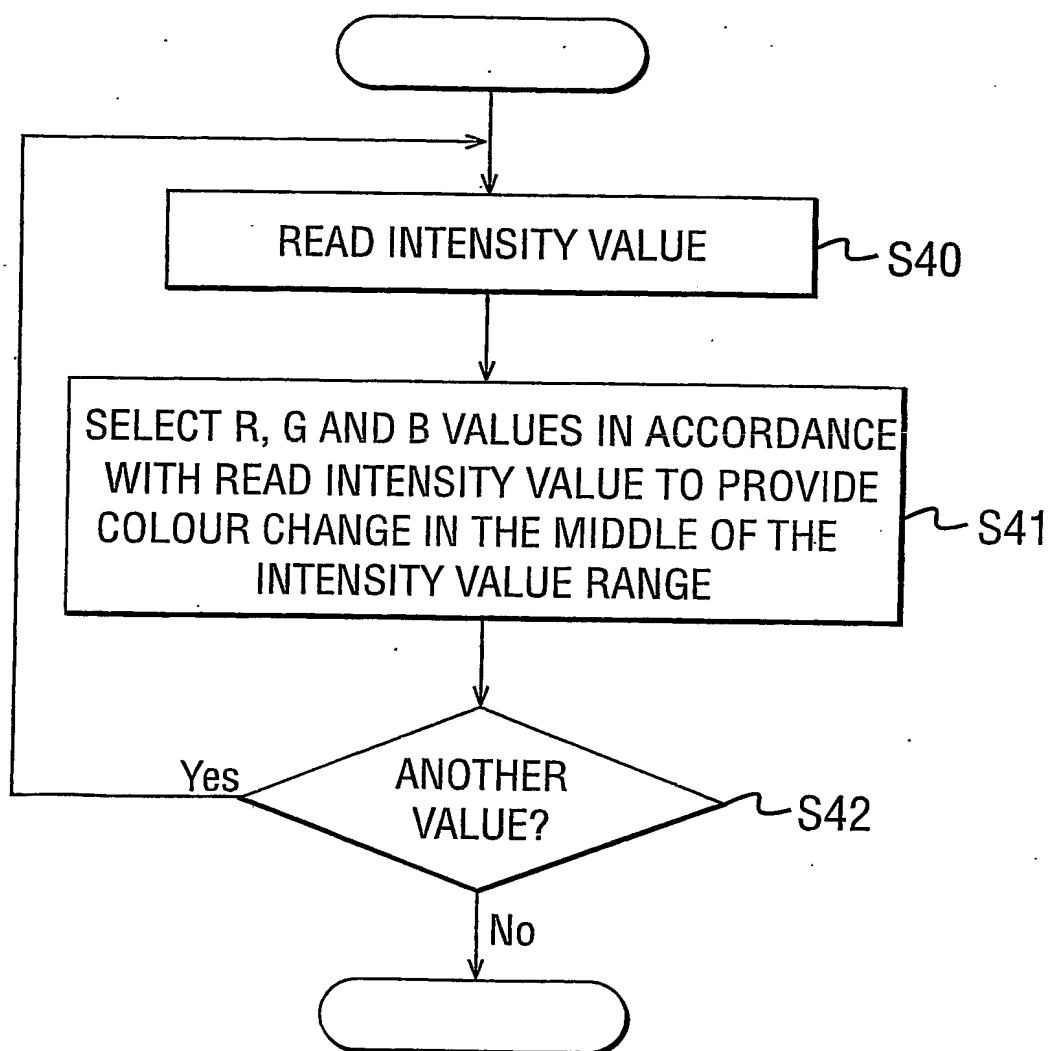 READ INTENSITY VALUE
S40
SELECT R, G AND B VALUES IN ACCORDANCE
WITH READ INTENSITY VALUE TO PROVIDE
COLOUR CHANGE IN THE MIDDLE OF THE
INTENSITY VALUE RANGE
S41
Yes
ANOTHER
VALUE?
S42
No